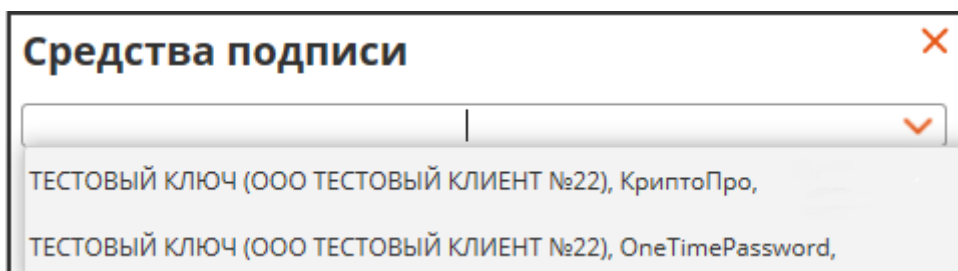 Средства подписи
ТЕСТОВЫЙ КЛЮЧ (ООО ТЕСТОВЫЙ КЛИЕНТ №22), КриптоПро,
ТЕСТОВЫЙ КЛЮЧ (ООО ТЕСТОВЫЙ КЛИЕНТ №22), OneTimePassword,